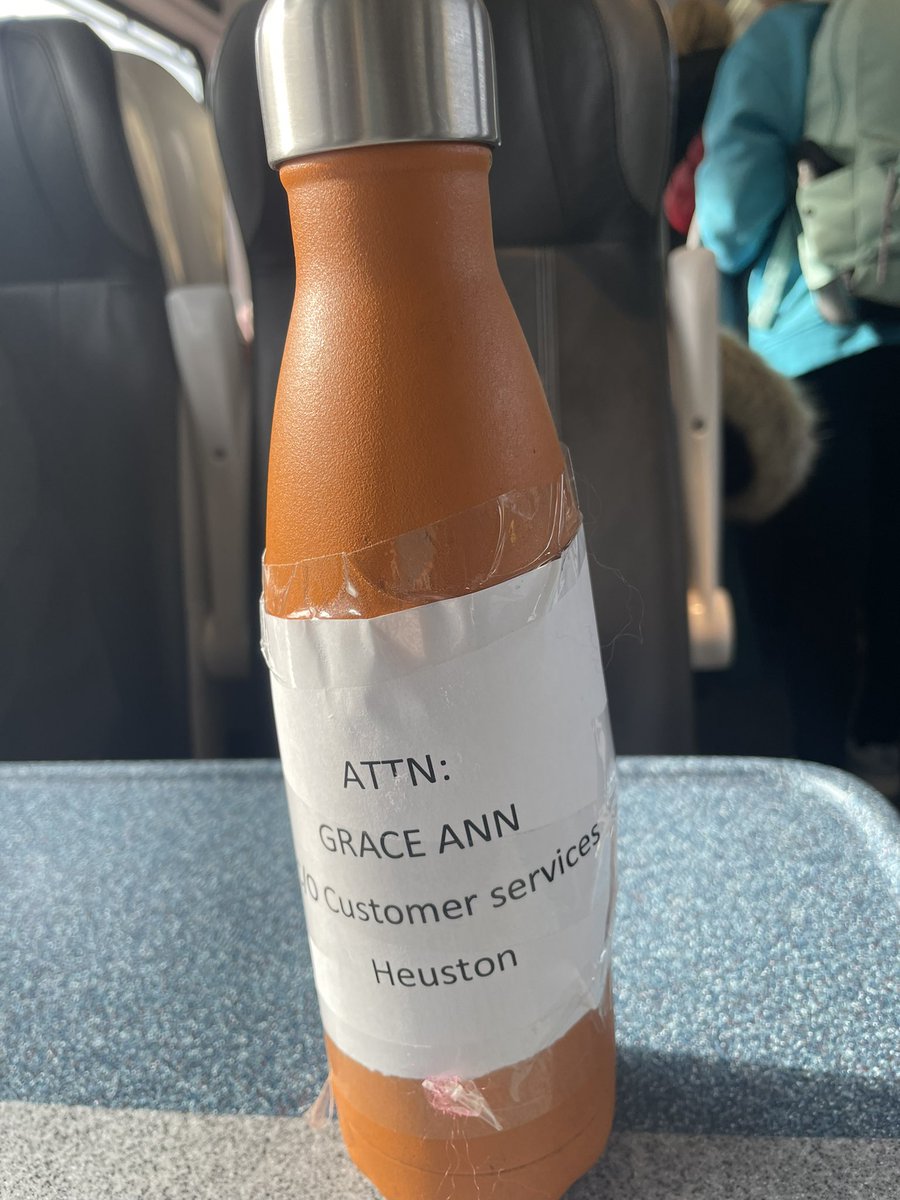 ATTN:
GRACE ANN
Customer services
Heuston